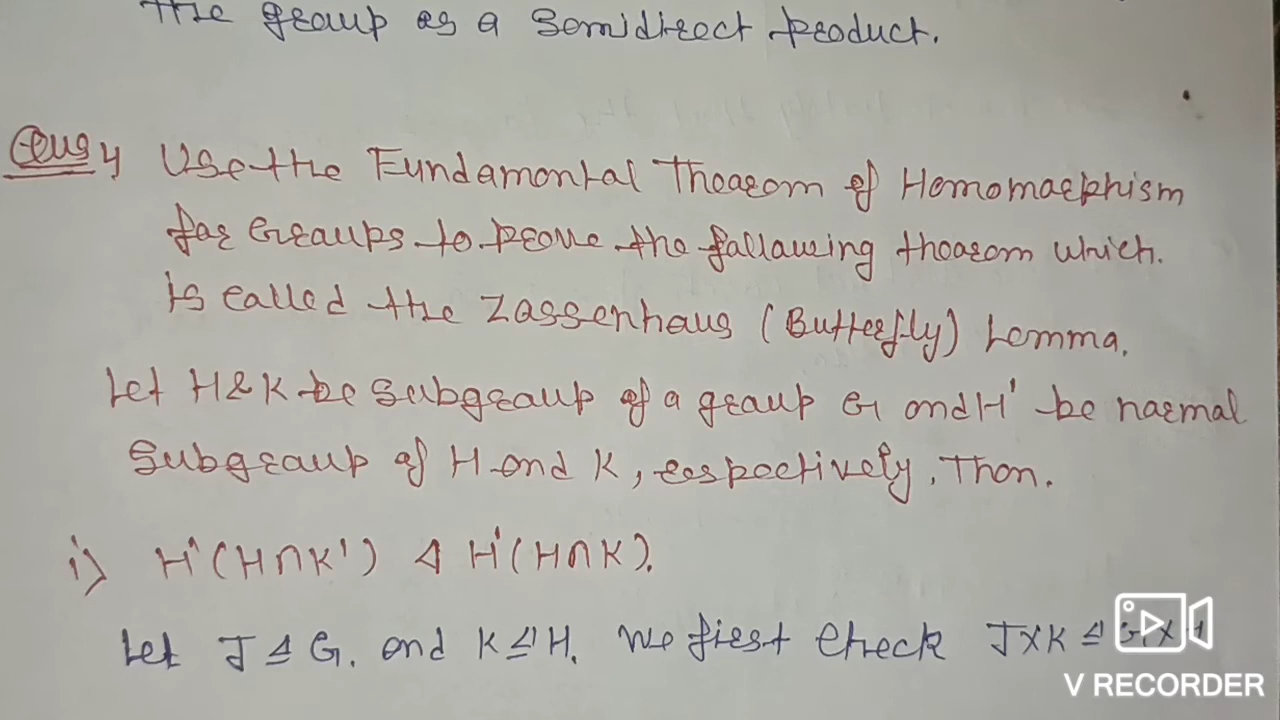 the group as a Semidirect product.
Ques 4 Use the Fundamental Theorem of Homomorphism
for Groups to prove the following theorem which.
is called the Zassenhaus (Butterfly) Lemma.
Let H & K be subgroup of a group G and H' be normal
Subgroup of H and K, respectively. Then.
i) H'(H∩K') ⊲ H'(H∩K).
Let J ⊴ G. and K ⊴ H. We first Check J×K ⊴ G×H
V RECORDER